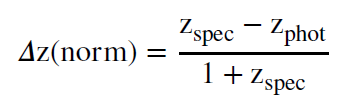 Δz(norm) = (z_spec − z_phot) / (1 + z_spec)